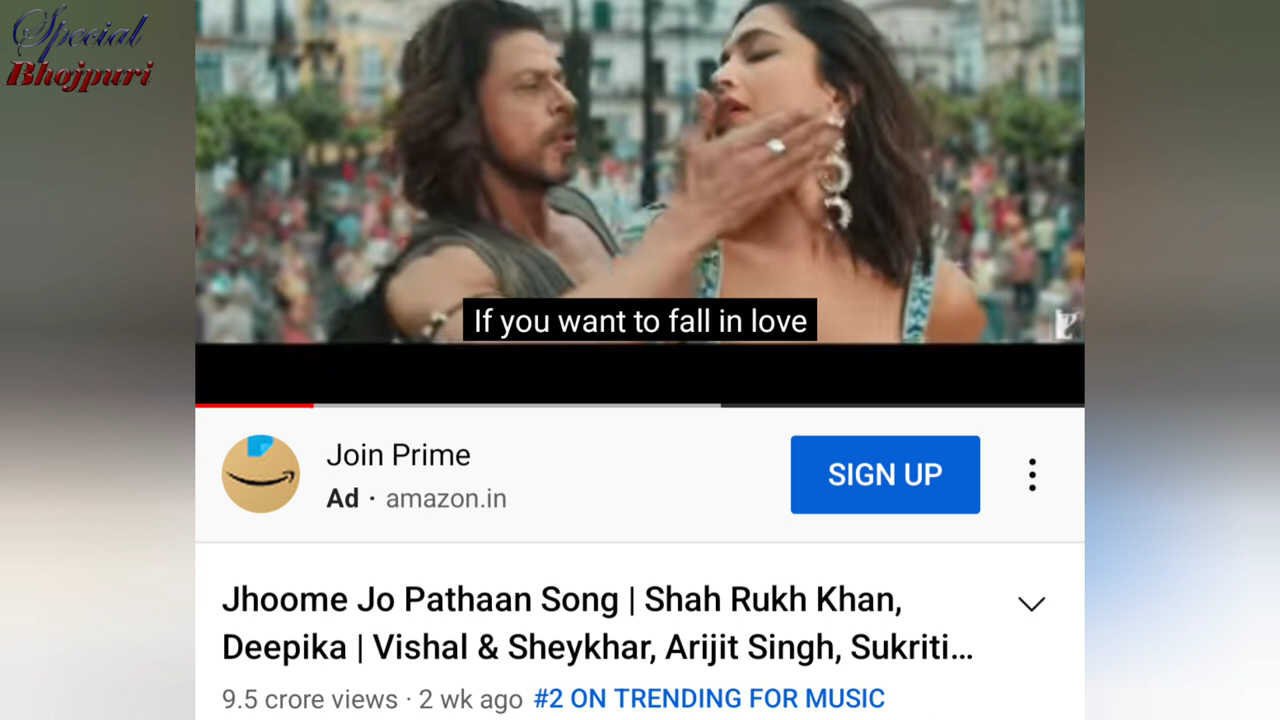 Special
Bhojpuri
If you want to fall in love
Join Prime
Ad · amazon.in
SIGN UP
Jhoome Jo Pathaan Song | Shah Rukh Khan,
Deepika | Vishal & Sheykhar, Arijit Singh, Sukriti...
9.5 crore views · 2 wk ago #2 ON TRENDING FOR MUSIC